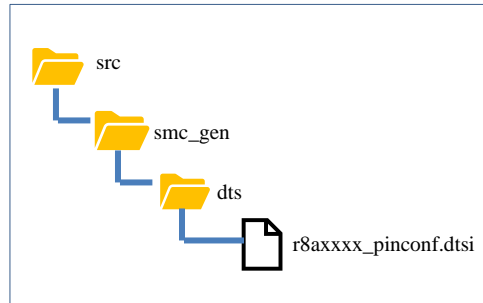 src
smc_gen
dts
r8axxxx_pinconf.dtsi